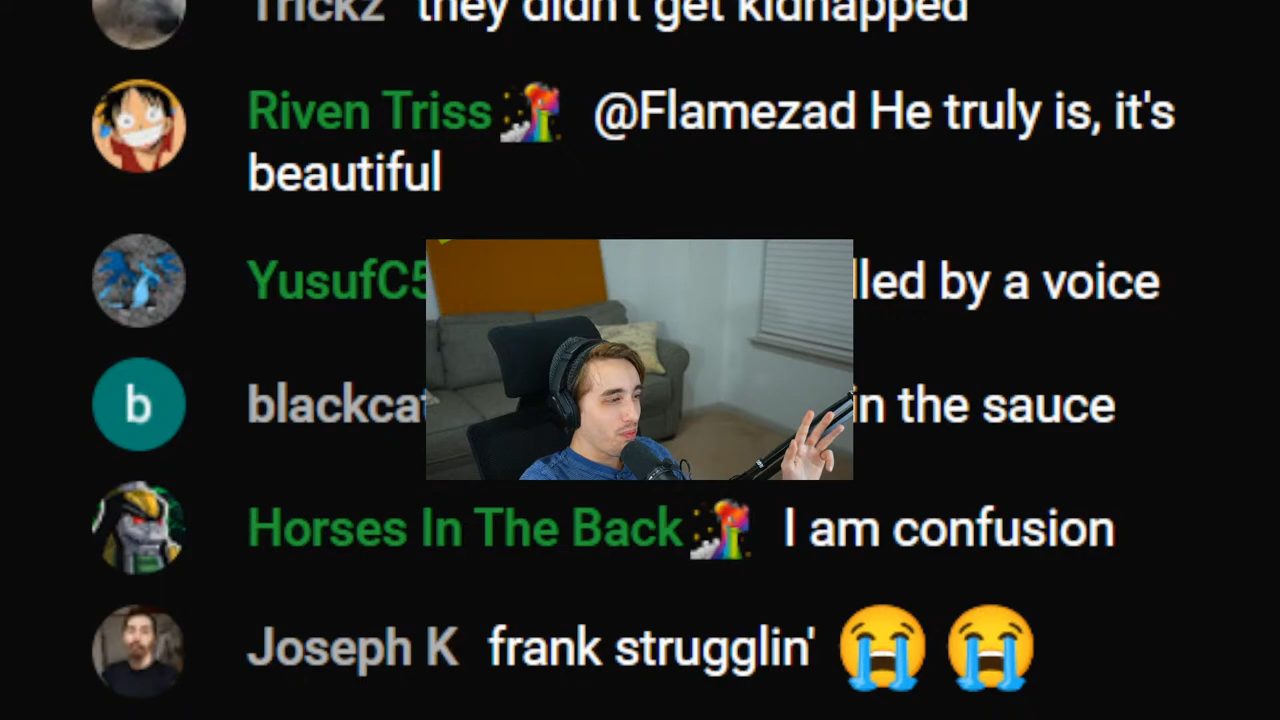 Trickz they didn't get kidnapped
Riven Triss @Flamezad He truly is, it's
beautiful
YusufC5 lled by a voice
blackcat in the sauce
b
Horses In The Back I am confusion
Joseph K frank strugglin' 😭 😭